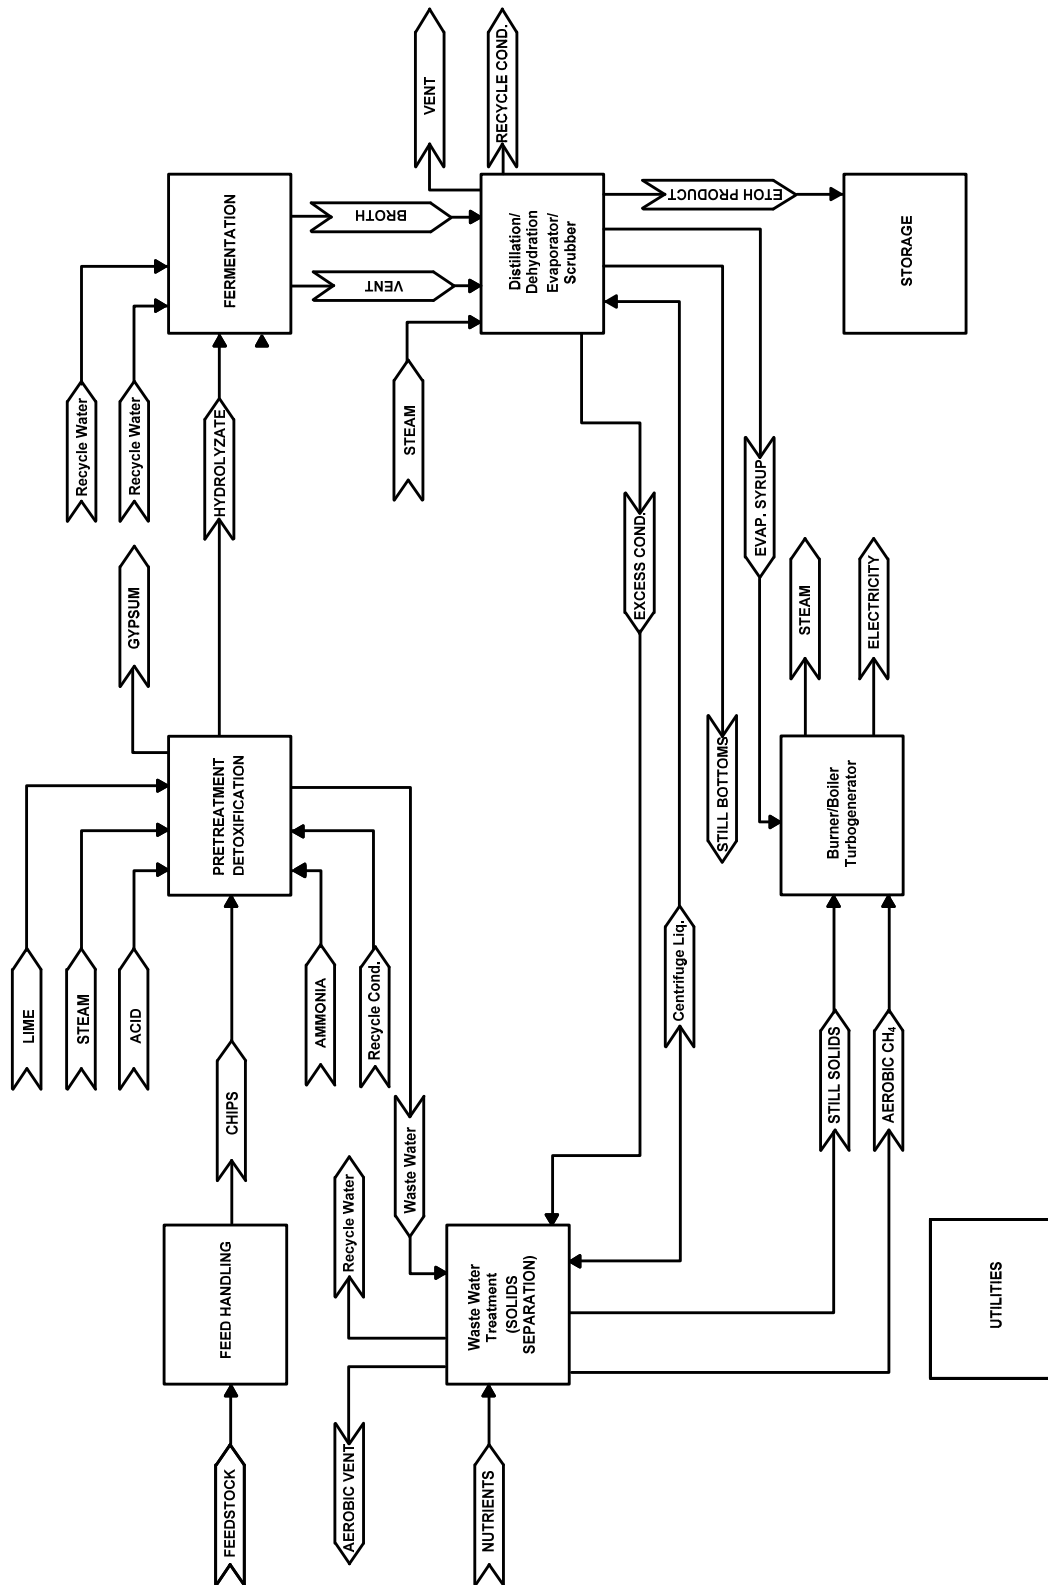 FEEDSTOCK
FEED HANDLING
CHIPS
LIME
STEAM
ACID
PRETREATMENT
DETOXIFICATION
GYPSUM
AMMONIA
Recycle Cond.
HYDROLYZATE
Recycle Water
Recycle Water
FERMENTATION
BROTH
VENT
STEAM
VENT
RECYCLE COND.
Distillation/
Dehydration
Evaporator/
Scrubber
ETOH PRODUCT
STORAGE
EXCESS COND.
EVAP. SYRUP
STILL BOTTOMS
Centrifuge Liq.
Waste Water
Recycle Water
AEROBIC VENT
NUTRIENTS
Waste Water
Treatment
(SOLIDS
SEPARATION)
STILL SOLIDS
AEROBIC CH₄
Burner/Boiler
Turbogenerator
STEAM
ELECTRICITY
UTILITIES